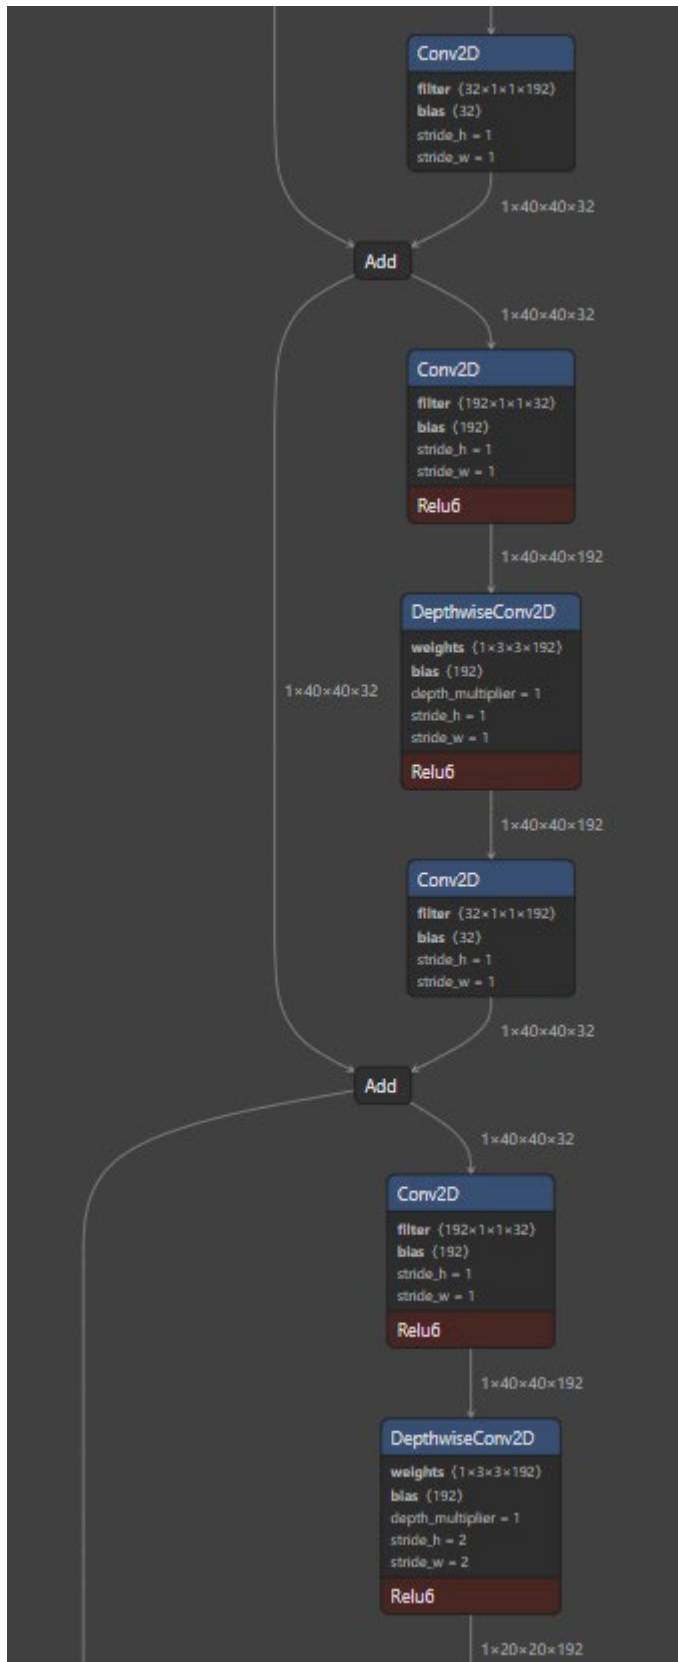 Conv2D
filter ⟨32×1×1×192⟩
bias ⟨32⟩
stride_h = 1
stride_w = 1
1×40×40×32
Add
1×40×40×32
Conv2D
filter ⟨192×1×1×32⟩
bias ⟨192⟩
stride_h = 1
stride_w = 1
Relu6
1×40×40×192
DepthwiseConv2D
weights ⟨1×3×3×192⟩
bias ⟨192⟩
depth_multiplier = 1
stride_h = 1
stride_w = 1
Relu6
1×40×40×32
1×40×40×192
Conv2D
filter ⟨32×1×1×192⟩
bias ⟨32⟩
stride_h = 1
stride_w = 1
1×40×40×32
Add
1×40×40×32
Conv2D
filter ⟨192×1×1×32⟩
bias ⟨192⟩
stride_h = 1
stride_w = 1
Relu6
1×40×40×192
DepthwiseConv2D
weights ⟨1×3×3×192⟩
bias ⟨192⟩
depth_multiplier = 1
stride_h = 2
stride_w = 2
Relu6
1×20×20×192